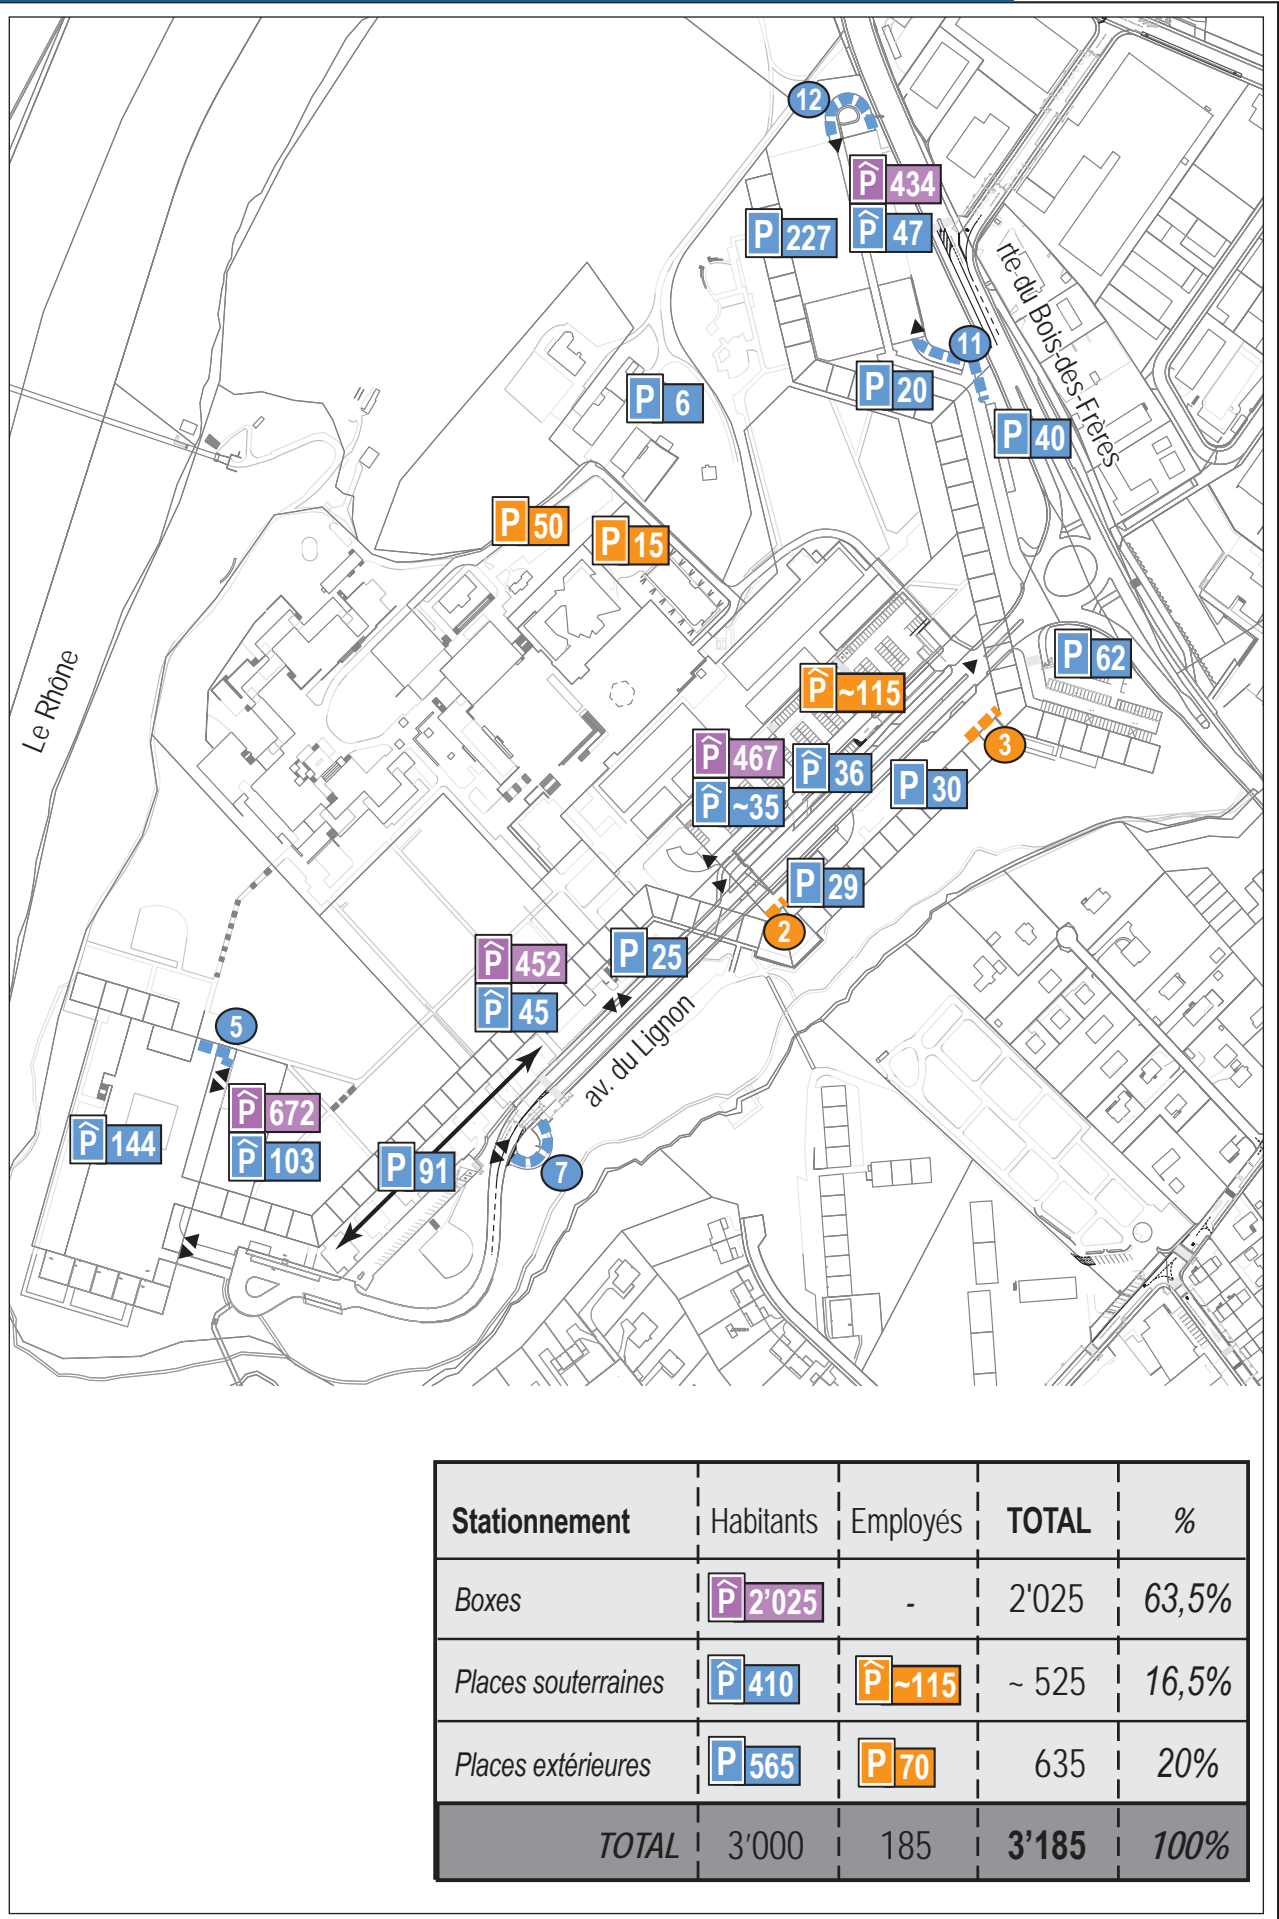 12
P 434
P 227
P 47
rte du Bois-des-Frères
11
P 20
P 6
P 40
P 50
P 15
Le Rhône
P 62
P ~115
3
P 467
P 36
P 30
P ~35
P 29
2
P 452
P 25
P 45
av. du Lignon
5
P 672
P 144
P 103
P 91
7
Stationnement Habitants Employés TOTAL %
Boxes P 2’025 - 2'025 63,5%
Places souterraines P 410 P ~115 ~ 525 16,5%
Places extérieures P 565 P 70 635 20%
TOTAL 3’000 185 3’185 100%